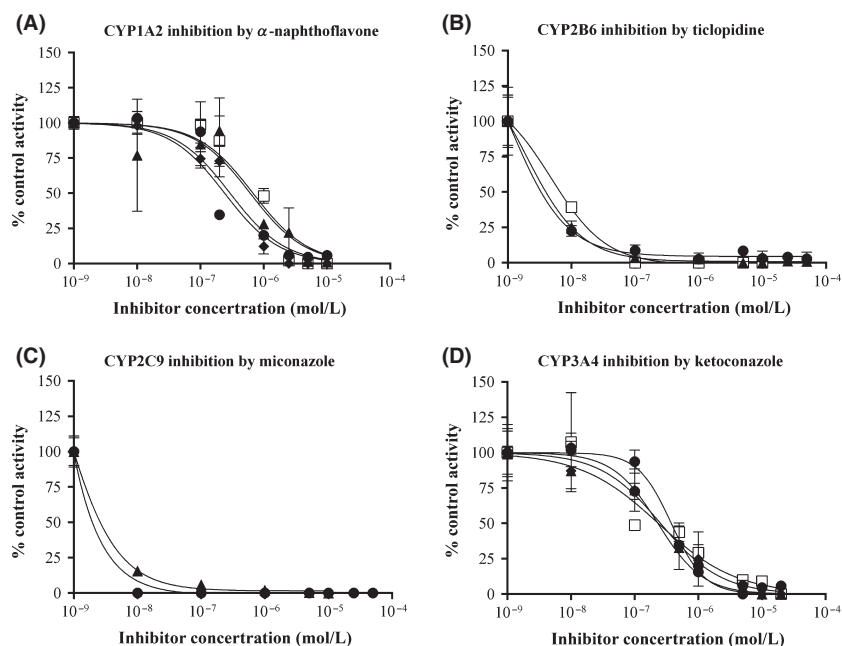 (A)
CYP1A2 inhibition by α-naphthoflavone
150
125
100
75
50
25
0
% control activity
10⁻⁹ 10⁻⁸ 10⁻⁷ 10⁻⁶ 10⁻⁵ 10⁻⁴
Inhibitor concertration (mol/L)
(B)
CYP2B6 inhibition by ticlopidine
150
125
100
75
50
25
0
% control activity
10⁻⁹ 10⁻⁸ 10⁻⁷ 10⁻⁶ 10⁻⁵ 10⁻⁴
Inhibitor concertration (mol/L)
(C)
CYP2C9 inhibition by miconazole
150
125
100
75
50
25
0
% control activity
10⁻⁹ 10⁻⁸ 10⁻⁷ 10⁻⁶ 10⁻⁵ 10⁻⁴
Inhibitor concertration (mol/L)
(D)
CYP3A4 inhibition by ketoconazole
150
125
100
75
50
25
0
% control activity
10⁻⁹ 10⁻⁸ 10⁻⁷ 10⁻⁶ 10⁻⁵ 10⁻⁴
Inhibitor concertration (mol/L)